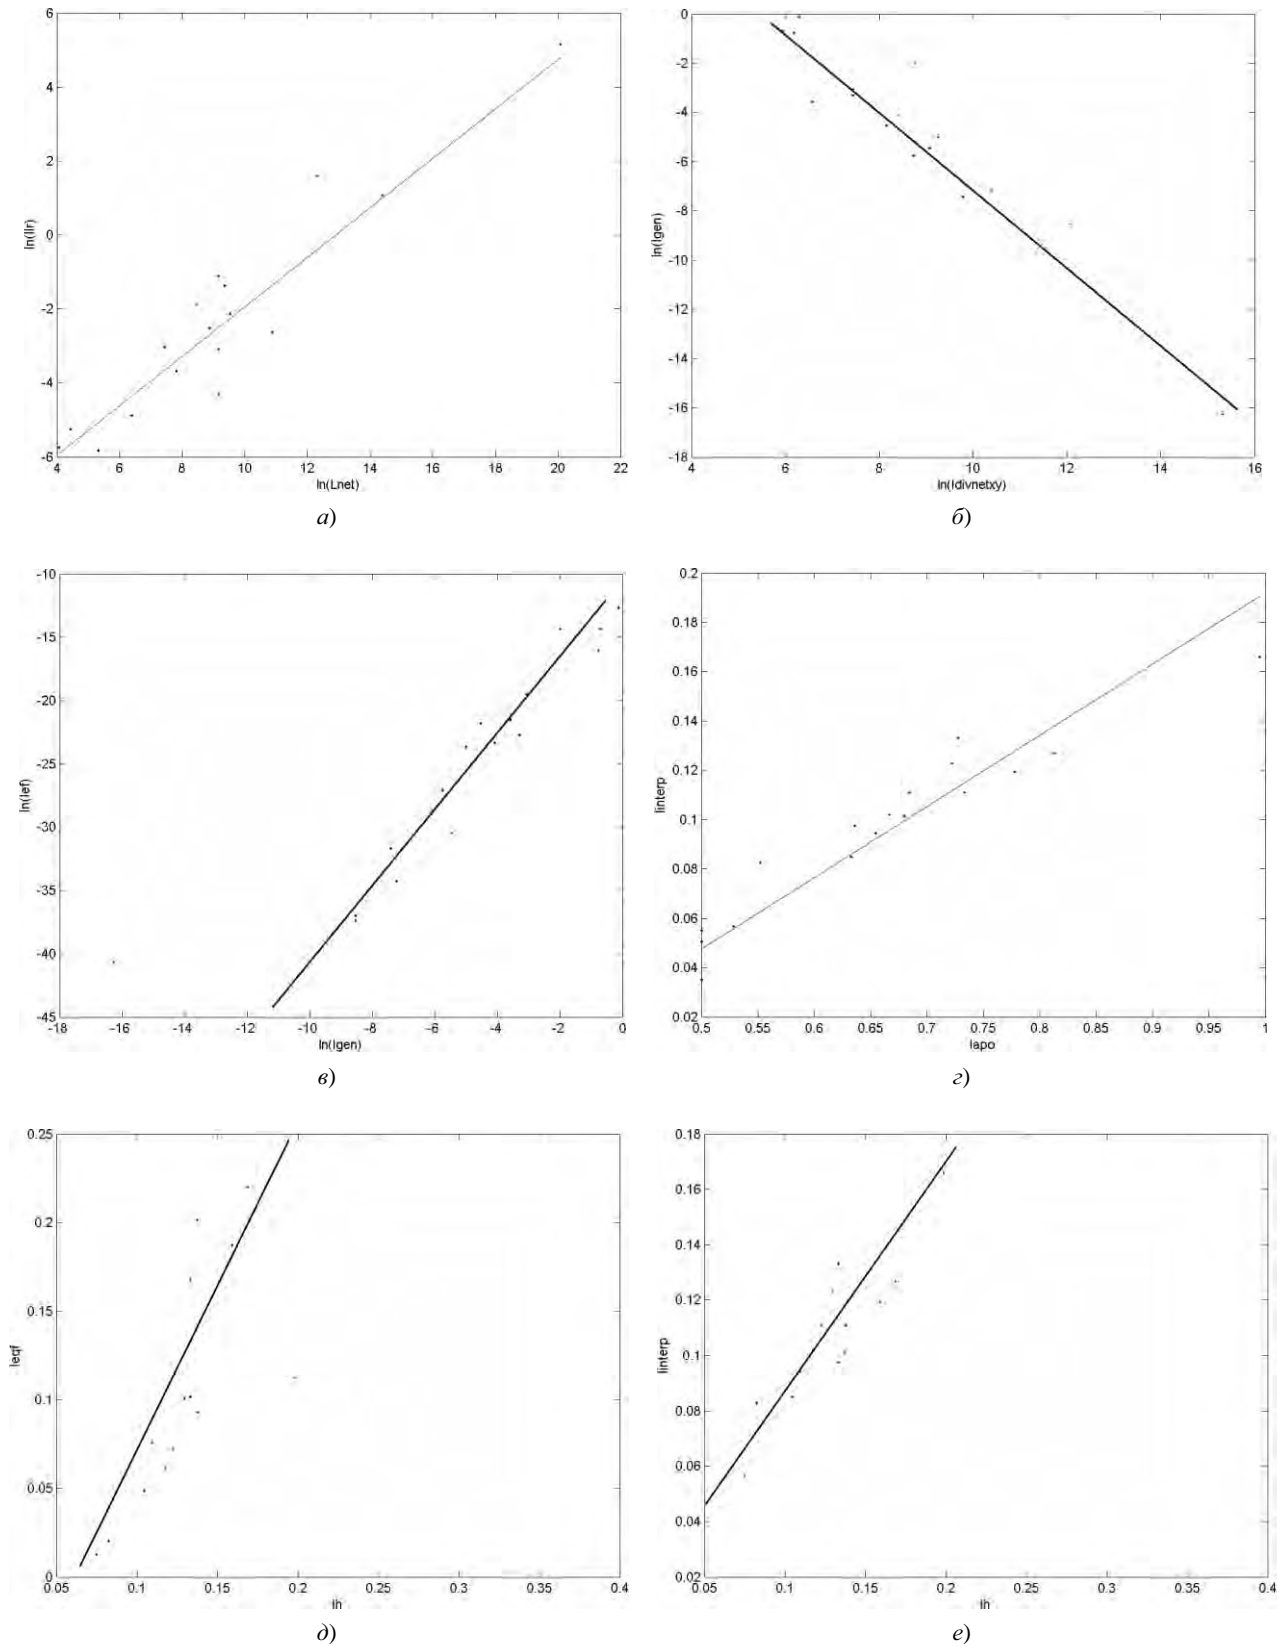 6
4
2
0
-2
-4
-6
ln(Ilr)
4 6 8 10 12 14 16 18 20 22
ln(Lnet)
а)
0
-2
-4
-6
-8
-10
-12
-14
-16
-18
ln(Igen)
4 6 8 10 12 14 16
ln(Idivnetxy)
б)
-10
-15
-20
-25
-30
-35
-40
-45
ln(Ief)
-18 -16 -14 -12 -10 -8 -6 -4 -2 0
ln(Igen)
в)
0.2
0.18
0.16
0.14
0.12
0.1
0.08
0.06
0.04
0.02
Iinterp
0.5 0.55 0.6 0.65 0.7 0.75 0.8 0.85 0.9 0.95 1
Iapo
г)
0.25
0.2
0.15
0.1
0.05
0
Ieqf
0.05 0.1 0.15 0.2 0.25 0.3 0.35 0.4
Ih
д)
0.18
0.16
0.14
0.12
0.1
0.08
0.06
0.04
0.02
Iinterp
0.05 0.1 0.15 0.2 0.25 0.3 0.35 0.4
Ih
е)